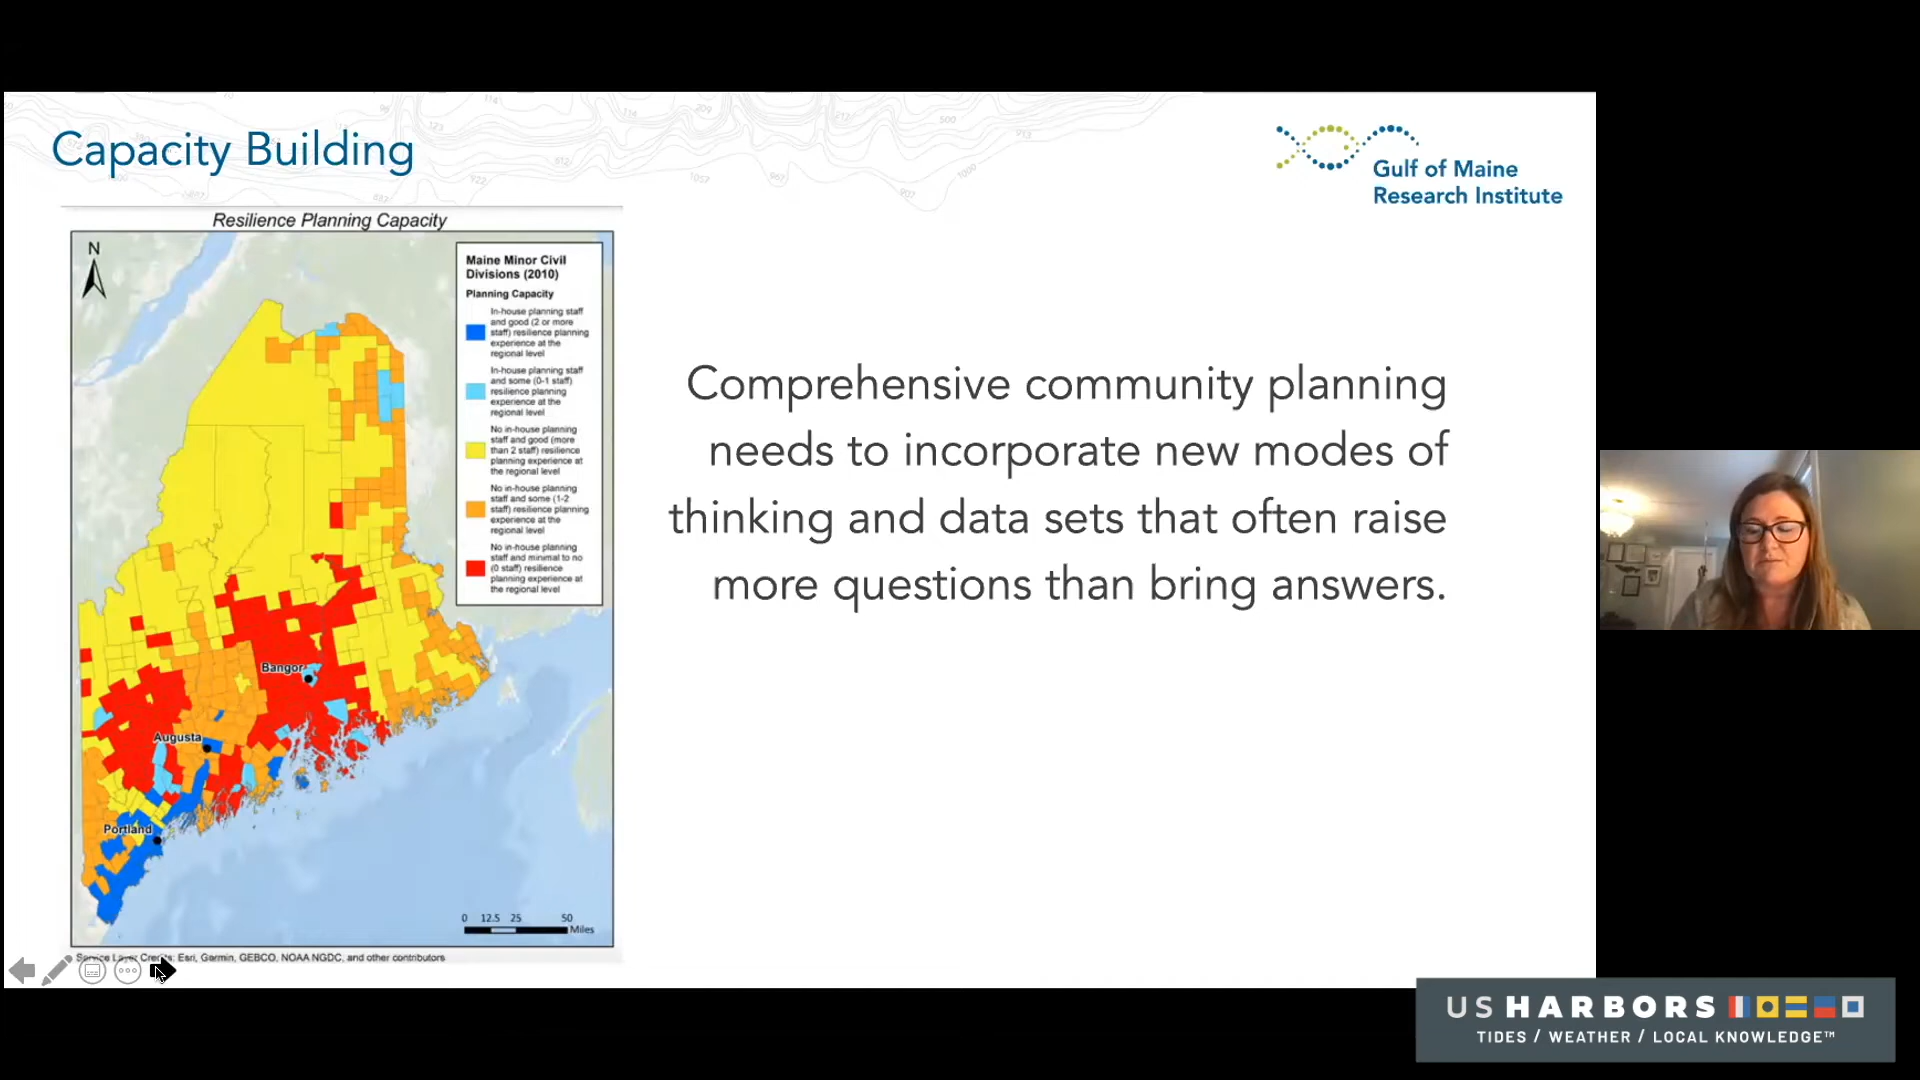 Capacity Building
Gulf of Maine
Research Institute
Resilience Planning Capacity
N
Maine Minor Civil
Divisions (2010)
Planning Capacity
In-house planning staff
and good (2 or more
staff) resilience planning
experience at the
regional level
In-house planning staff
and some (0-1 staff)
resilience planning
experience at the
regional level
No in-house planning
staff and good (more
than 2 staff) resilience
planning experience at
the regional level
No in-house planning
staff and some (1-2
staff) resilience planning
experience at the
regional level
No in-house planning
staff and minimal to no
(0 staff) resilience
planning experience at
the regional level
Bangor
Augusta
Portland
0 12.5 25 50
Miles
Service Layer Credits: Esri, Garmin, GEBCO, NOAA NGDC, and other contributors
Comprehensive community planning
needs to incorporate new modes of
thinking and data sets that often raise
more questions than bring answers.
US HARBORS
TIDES / WEATHER / LOCAL KNOWLEDGE™